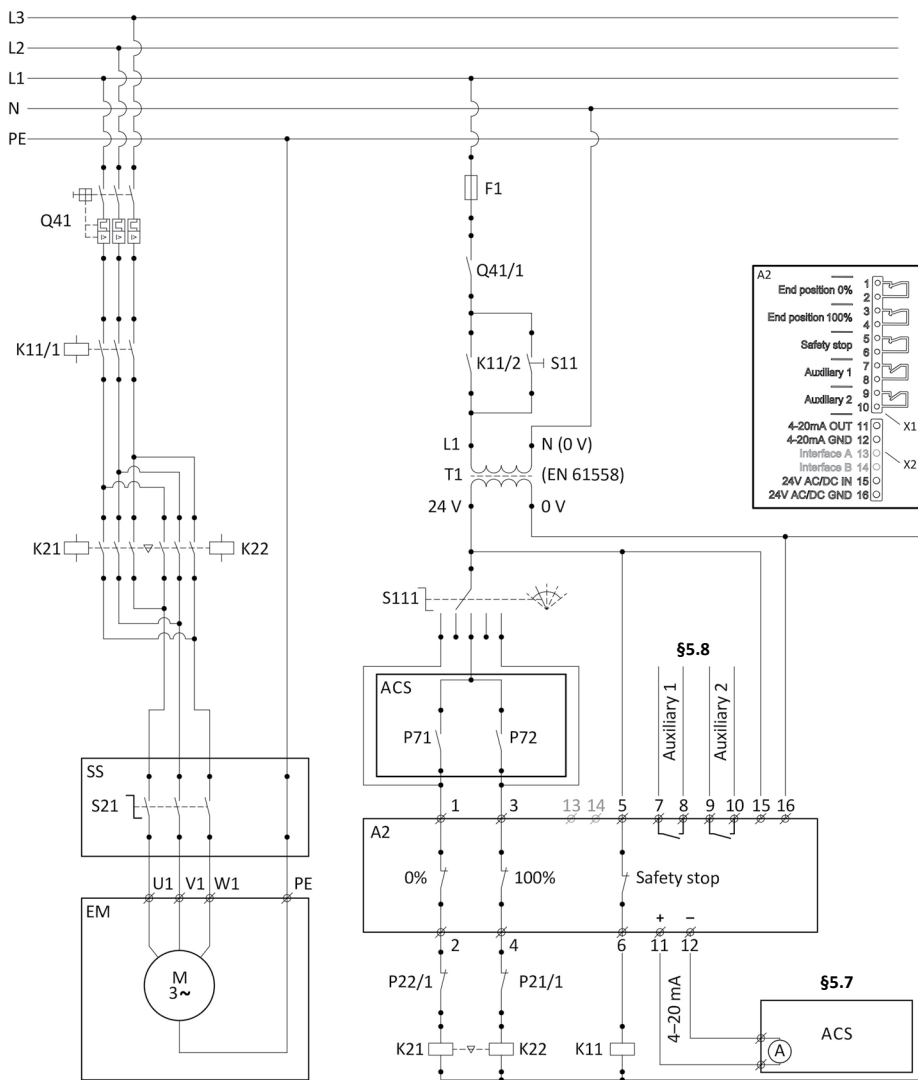 L3
L2
L1
N
PE
F1
Q41
Q41/1
K11/1
K11/2
S11
L1
N (0 V)
T1
(EN 61558)
24 V
0 V
A2
End position 0%
1
2
End position 100%
3
4
Safety stop
5
6
Auxiliary 1
7
8
Auxiliary 2
9
10
X1
4-20mA OUT 11
4-20mA GND 12
X2
Interface A 13
Interface B 14
24V AC/DC IN 15
24V AC/DC GND 16
K21
K22
S111
§5.8
ACS
P71
P72
Auxiliary 1
Auxiliary 2
SS
S21
1
3
13
14
5
7
8
9
10
15
16
A2
0%
100%
Safety stop
U1
V1
W1
PE
EM
M
3~
+
–
2
4
6
11
12
P22/1
P21/1
4–20 mA
§5.7
ACS
A
K21
K22
K11